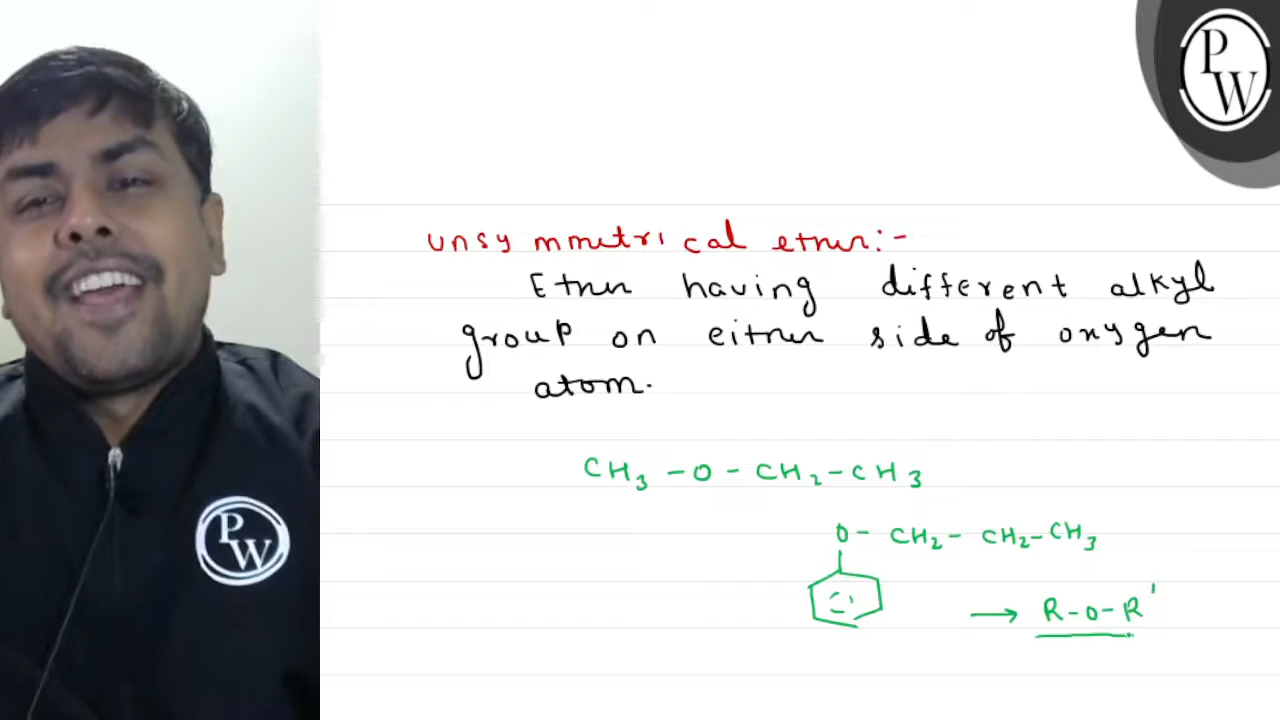 PW
unsymmetrical ether:-
Ether having different alkyl
group on either side of oxygen
atom.
CH3-O-CH2-CH3
PW
O-CH2-CH2-CH3
→ R-O-R'